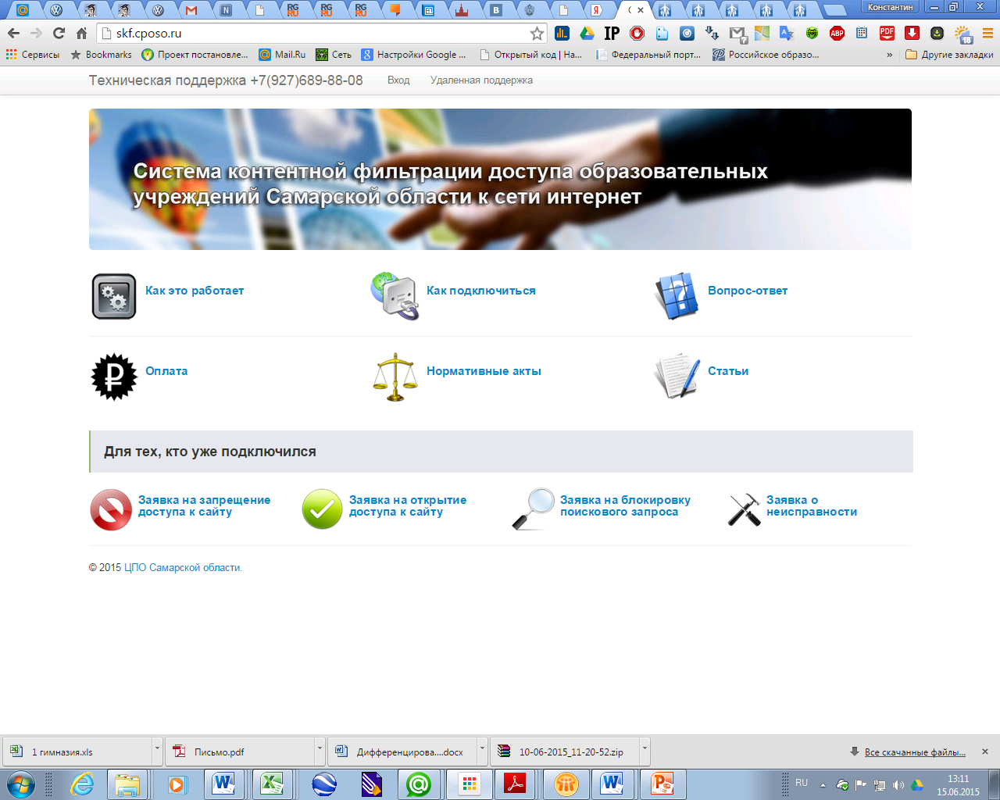 Константин
skf.cposo.ru
Сервисы
Bookmarks
Проект постановле...
Mail.Ru
Сеть
Настройки Google ...
Открытый код | На...
Федеральный порт...
Российское образо...
»
Другие закладки
Техническая поддержка +7(927)689-88-08
Вход
Удаленная поддержка
Система контентной фильтрации доступа образовательных
учреждений Самарской области к сети интернет
Как это работает
Как подключиться
Вопрос-ответ
Оплата
Нормативные акты
Статьи
Для тех, кто уже подключился
Заявка на запрещение
доступа к сайту
Заявка на открытие
доступа к сайту
Заявка на блокировку
поискового запроса
Заявка о
неисправности
© 2015 ЦПО Самарской области.
1 гимназия.xls
Письмо.pdf
Дифференцирова....docx
10-06-2015_11-20-52.zip
Все скачанные файлы...
RU
13:11
15.06.2015